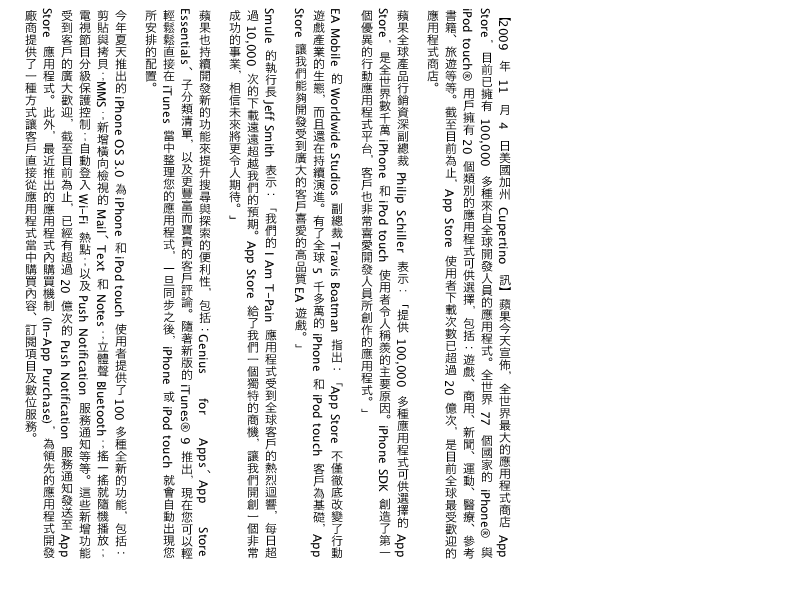 【2009 年 11 月 4 日美國加州 Cupertino 訊】蘋果今天宣佈，全世界最大的應用程式商店 App
Store，目前已擁有 100,000 多種來自全球開發人員的應用程式。全世界 77 個國家的 iPhone® 與
iPod touch® 用戶擁有 20 個類別的應用程式可供選擇，包括：遊戲、商用、新聞、運動、醫療、參考
書籍、旅遊等等。截至目前為止，App Store 使用者下載次數已超過 20 億次，是目前全球最受歡迎的
應用程式商店。
蘋果全球產品行銷資深副總裁 Philip Schiller 表示：「提供 100,000 多種應用程式可供選擇的 App
Store，是全世界數千萬 iPhone 和 iPod touch 使用者令人稱羨的主要原因。iPhone SDK 創造了第一
個優異的行動應用程式平台，客戶也非常喜愛開發人員所創作的應用程式。」
EA Mobile 的 Worldwide Studios 副總裁 Travis Boatman 指出：「App Store 不僅徹底改變了行動
遊戲產業的生態，而且還在持續演進。有了全球 5 千多萬的 iPhone 和 iPod touch 客戶為基礎，App
Store 讓我們能夠開發受到廣大的客戶喜愛的高品質 EA 遊戲。」
Smule 的執行長 Jeff Smith 表示：「我們的 I Am T-Pain 應用程式受到全球客戶的熱烈迴響，每日超
過 10,000 次的下載遠遠超越我們的預期。App Store 給了我們一個獨特的商機，讓我們開創一個非常
成功的事業，相信未來將更令人期待。」
蘋果也持續開發新的功能來提升搜尋與探索的便利性，包括：Genius for Apps、App Store
Essentials、子分類清單，以及更豐富而寶貴的客戶評論。隨著新版的 iTunes® 9 推出，現在您可以輕
輕鬆鬆直接在 iTunes 當中整理您的應用程式，一旦同步之後，iPhone 或 iPod touch 就會自動出現您
所安排的配置。
今年夏天推出的 iPhone OS 3.0 為 iPhone 和 iPod touch 使用者提供了 100 多種全新的功能，包括：
剪貼與拷貝；MMS；新增橫向檢視的 Mail、Text 和 Notes；立體聲 Bluetooth；搖一搖就隨機播放；
電視節目分級保護控制；自動登入 Wi-Fi 熱點；以及 Push Notification 服務通知等等。這些新增功能
受到客戶的廣大歡迎，截至目前為止，已經有超過 20 億次的 Push Notification 服務通知發送至 App
Store 應用程式。此外，最近推出的應用程式內購買機制 (In-App Purchase)，為領先的應用程式開發
廠商提供了一種方式讓客戶直接從應用程式當中購買內容、訂閱項目及數位服務。